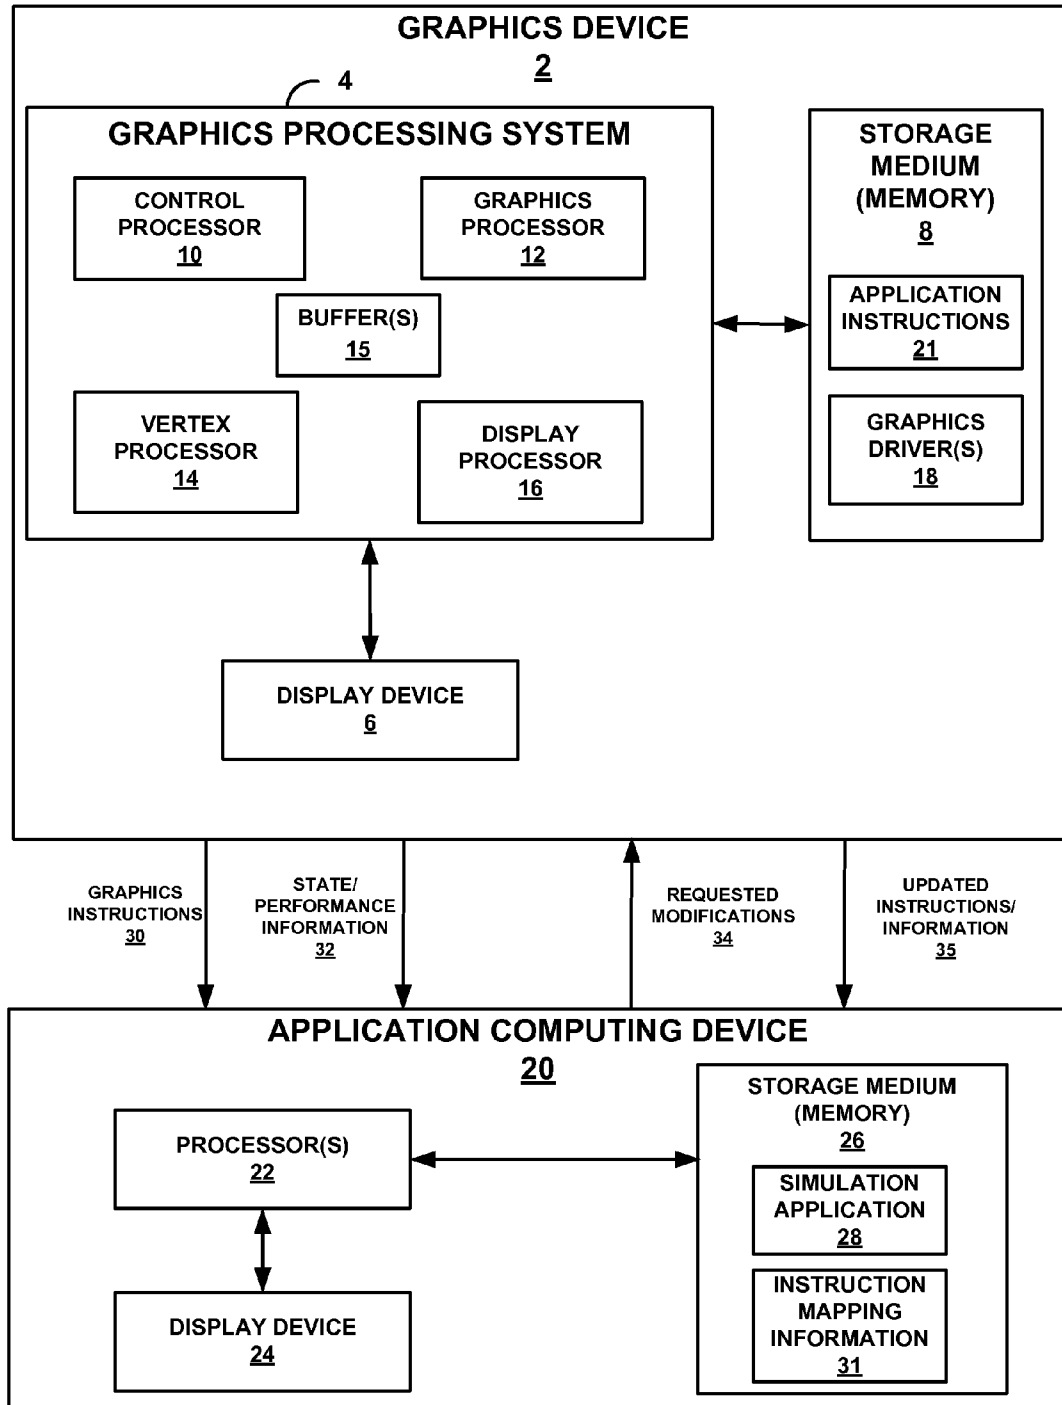 GRAPHICS DEVICE
2
4
GRAPHICS PROCESSING SYSTEM
CONTROL
PROCESSOR
10
GRAPHICS
PROCESSOR
12
BUFFER(S)
15
VERTEX
PROCESSOR
14
DISPLAY
PROCESSOR
16
STORAGE
MEDIUM
(MEMORY)
8
APPLICATION
INSTRUCTIONS
21
GRAPHICS
DRIVER(S)
18
DISPLAY DEVICE
6
GRAPHICS
INSTRUCTIONS
30
STATE/
PERFORMANCE
INFORMATION
32
REQUESTED
MODIFICATIONS
34
UPDATED
INSTRUCTIONS/
INFORMATION
35
APPLICATION COMPUTING DEVICE
20
PROCESSOR(S)
22
DISPLAY DEVICE
24
STORAGE MEDIUM
(MEMORY)
26
SIMULATION
APPLICATION
28
INSTRUCTION
MAPPING
INFORMATION
31